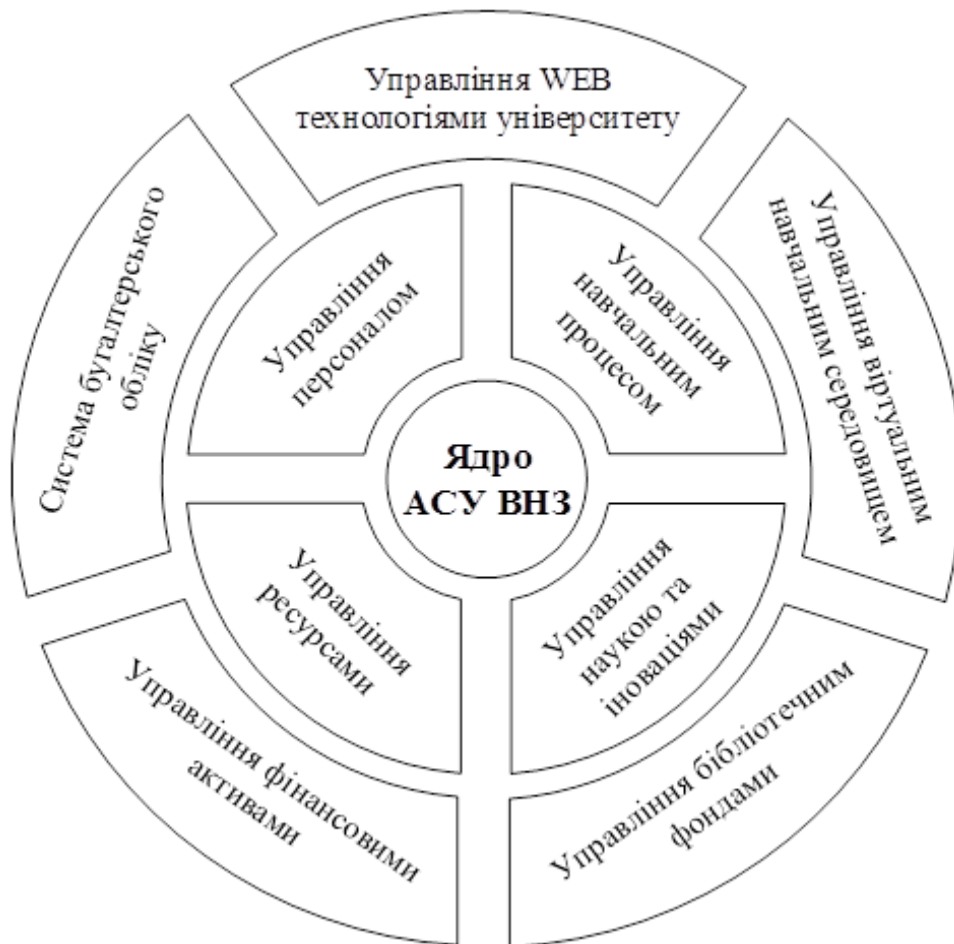 Управління WEB
технологіями університету
Система бугалтерського
обліку
Управління
персоналом
Управління
навчальним
процесом
Управління віртуальним
навчальним середовищем
Ядро
АСУ ВНЗ
Управління
ресурсами
Управління
наукою та
іноваціями
Управління фінансовими
активами
Управління бібліотечним
фондами